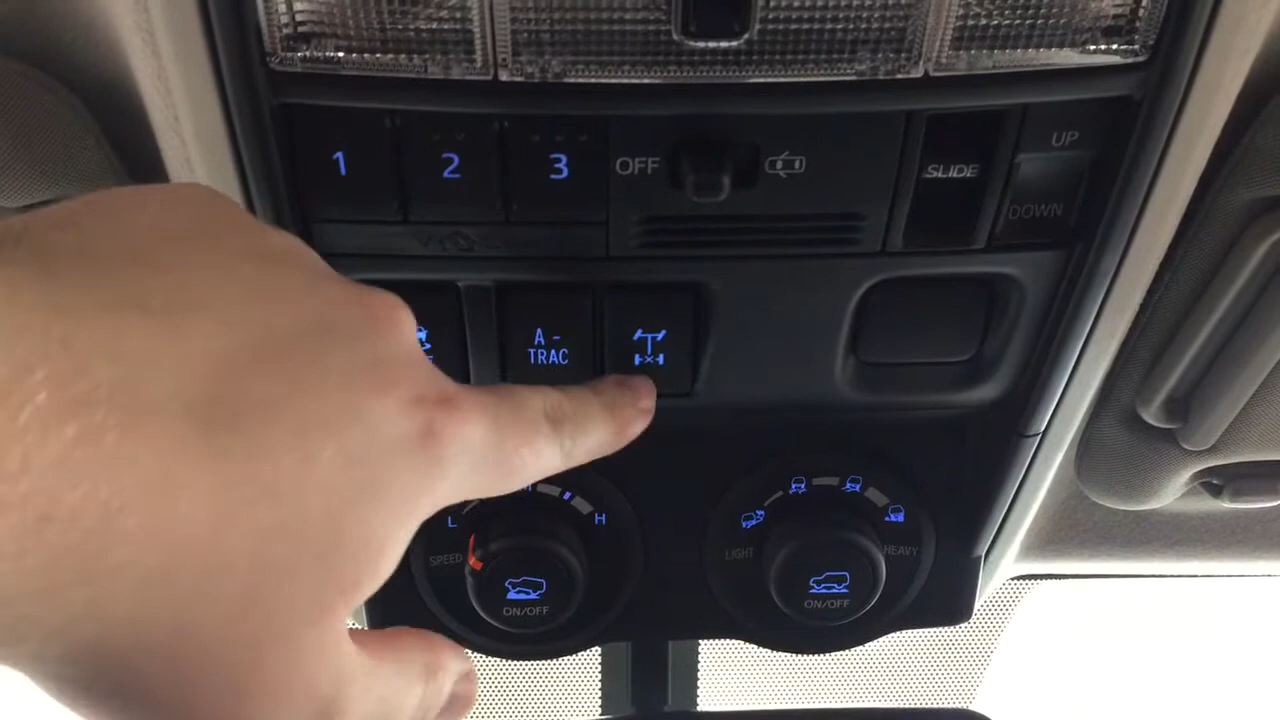 1 2 3 OFF SLIDE UP
DOWN
A -
TRAC
L H
SPEED
ON/OFF
LIGHT HEAVY
ON/OFF